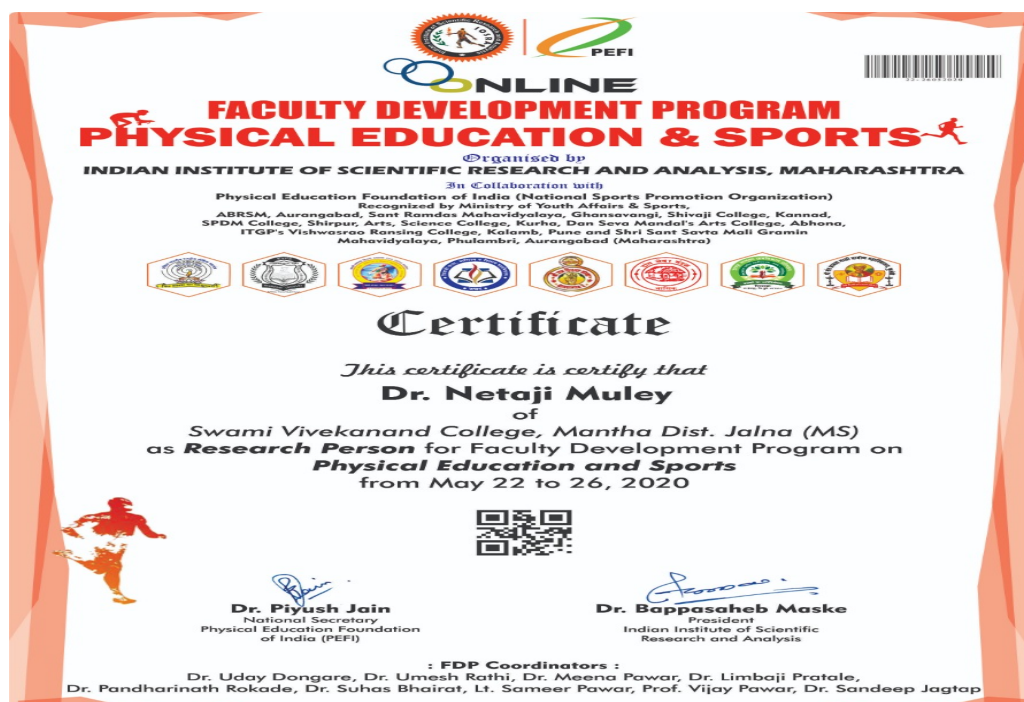 PEFI
ONLINE
FACULTY DEVELOPMENT PROGRAM
PHYSICAL EDUCATION & SPORTS
Organised by
INDIAN INSTITUTE OF SCIENTIFIC RESEARCH AND ANALYSIS, MAHARASHTRA
In Collaboration with
Physical Education Foundation of India (National Sports Promotion Organization)
Recognized by Ministry of Youth Affairs & Sports,
ABRSM, Aurangabad, Sant Ramdas Mahavidyalaya, Ghansavangi, Shivaji College, Kannad,
SPDM College, Shirpur, Arts, Science College, Kurha, Dan Seva Mandal's Arts College, Abhona,
ITGP's Vishwasrao Ransing College, Kalamb, Pune and Shri Sant Savta Mali Gramin
Mahavidyalaya, Phulambri, Aurangabad (Maharashtra)
Certificate
This certificate is certify that
Dr. Netaji Muley
of
Swami Vivekanand College, Mantha Dist. Jalna (MS)
as Research Person for Faculty Development Program on
Physical Education and Sports
from May 22 to 26, 2020
Dr. Piyush Jain
National Secretary
Physical Education Foundation
of India (PEFI)
Dr. Bappasaheb Maske
President
Indian Institute of Scientific
Research and Analysis
: FDP Coordinators :
Dr. Uday Dongare, Dr. Umesh Rathi, Dr. Meena Pawar, Dr. Limbaji Pratale,
Dr. Pandharinath Rokade, Dr. Suhas Bhairat, Lt. Sameer Pawar, Prof. Vijay Pawar, Dr. Sandeep Jagtap